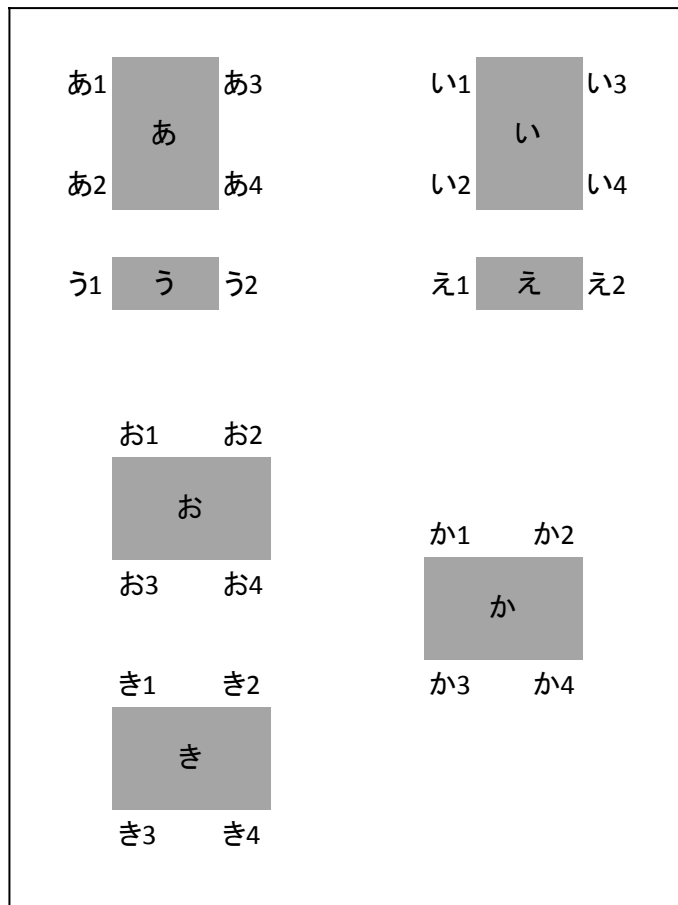 あ1 あ3 い1 い3
あ い
あ2 あ4 い2 い4
う1 う う2 え1 え え2
お1 お2
お
か1 か2
お3 お4
か
き1 き2 か3 か4
き
き3 き4